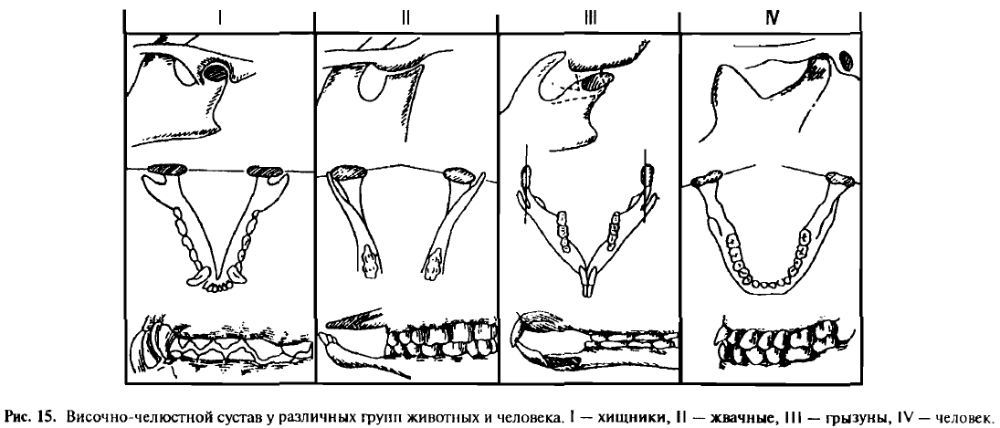 I II III IV
Рис. 15. Височно-челюстной сустав у различных групп животных и человека. I — хищники, II — жвачные, III — грызуны, IV — человек.